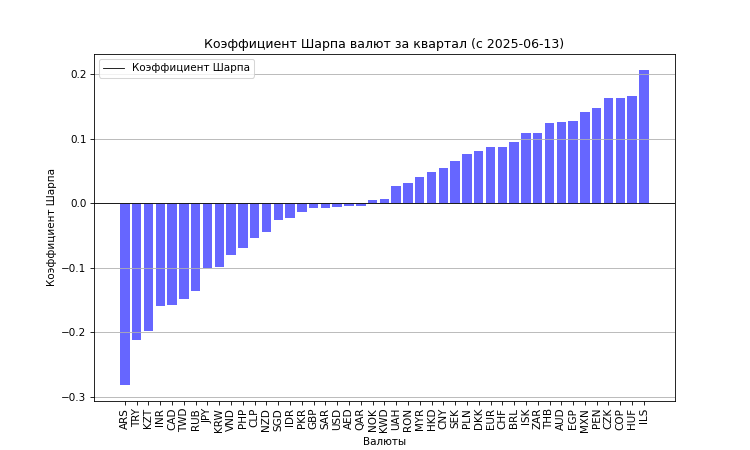 Коэффициент Шарпа валют за квартал (с 2025-06-13)
Коэффициент Шарпа
Коэффициент Шарпа
0.2
0.1
0.0
−0.1
−0.2
−0.3
ARS TRY KZT INR CAD TWD RUB JPY KRW VND PHP CLP NZD SGD IDR PKR GBP SAR USD AED QAR NOK KWD UAH RON MYR HKD CNY SEK PLN DKK EUR CHF BRL ISK ZAR THB AUD EGP MXN PEN CZK COP HUF ILS
Валюты